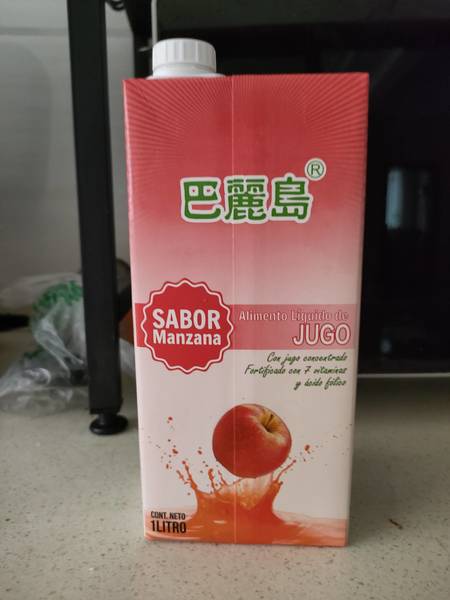 巴麗島®
SABOR
Manzana
Alimento Líquido de
JUGO
Con jugo concentrado
Fortificado con 7 vitaminas
y ácido fólico
CONT. NETO
1LITRO